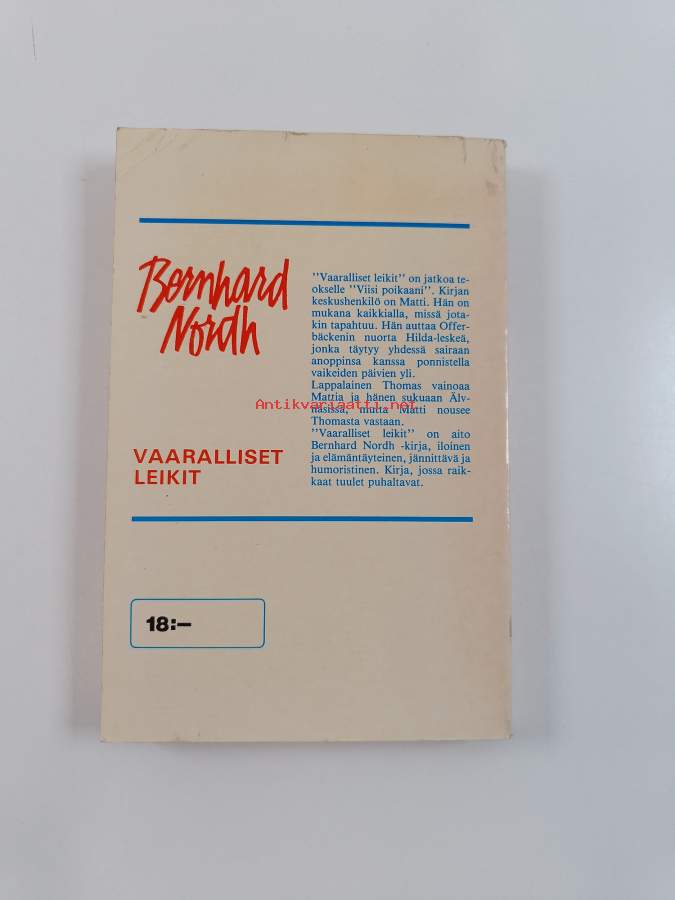 Bernhard
Nordh
VAARALLISET
LEIKIT
"Vaaralliset leikit" on jatkoa te-
okselle "Viisi poikaani". Kirjan
keskushenkilö on Matti. Hän on
mukana kaikkialla, missä jota-
kin tapahtuu. Hän auttaa Offer-
bäckenin nuorta Hilda-leskeä,
jonka täytyy yhdessä sairaan
anoppinsa kanssa ponnistella
vaikeiden päivien yli.
Lappalainen Thomas vainoaa
Mattia ja hänen sukuaan Älv-
näsissä, mutta Matti nousee
Thomasta vastaan.
"Vaaralliset leikit" on aito
Bernhard Nordh -kirja, iloinen
ja elämäntäyteinen, jännittävä ja
humoristinen. Kirja, jossa raik-
kaat tuulet puhaltavat.
Antikvariaatti.net
18:—